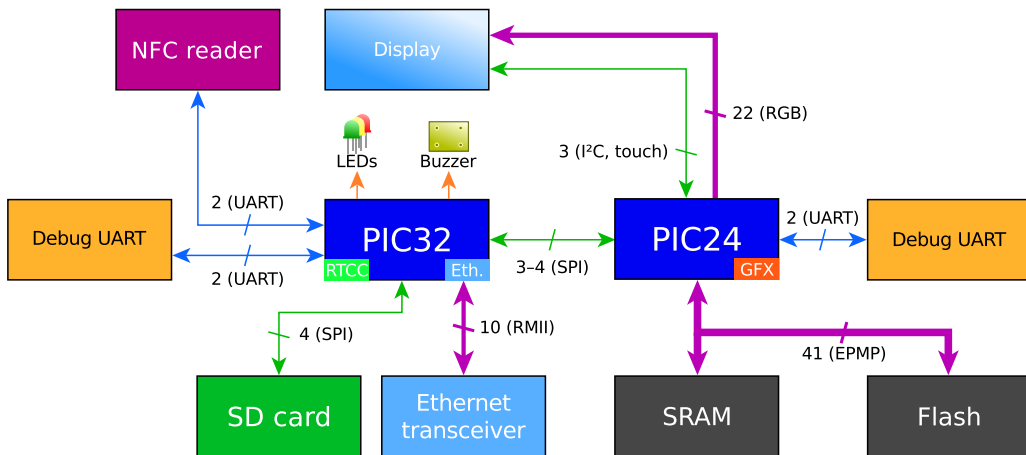 NFC reader
Display
22 (RGB)
3 (I²C, touch)
LEDs
Buzzer
2 (UART)
Debug UART
PIC32
RTCC
Eth.
2 (UART)
3–4 (SPI)
PIC24
GFX
2 (UART)
Debug UART
4 (SPI)
10 (RMII)
41 (EPMP)
SD card
Ethernet
transceiver
SRAM
Flash